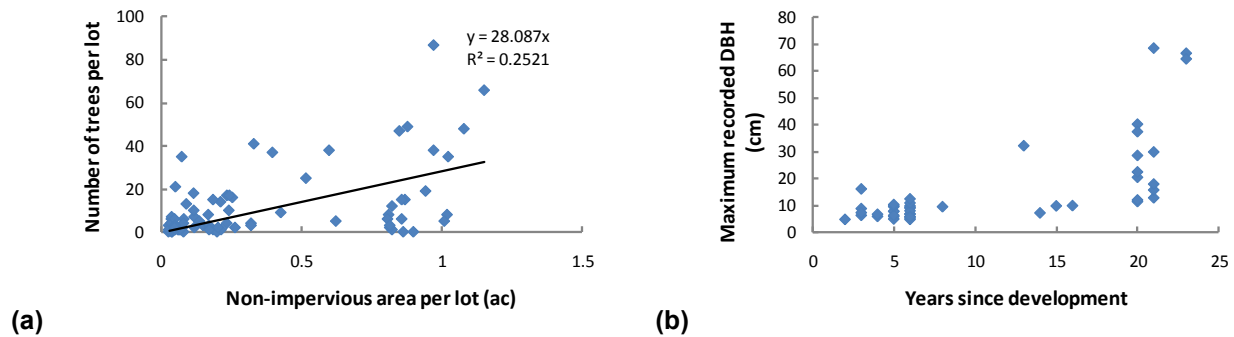 Number of trees per lot
100
80
60
40
20
0
y = 28.087x
R² = 0.2521
0
0.5
1
1.5
Non-impervious area per lot (ac)
(a)
Maximum recorded DBH
(cm)
80
70
60
50
40
30
20
10
0
0
5
10
15
20
25
Years since development
(b)